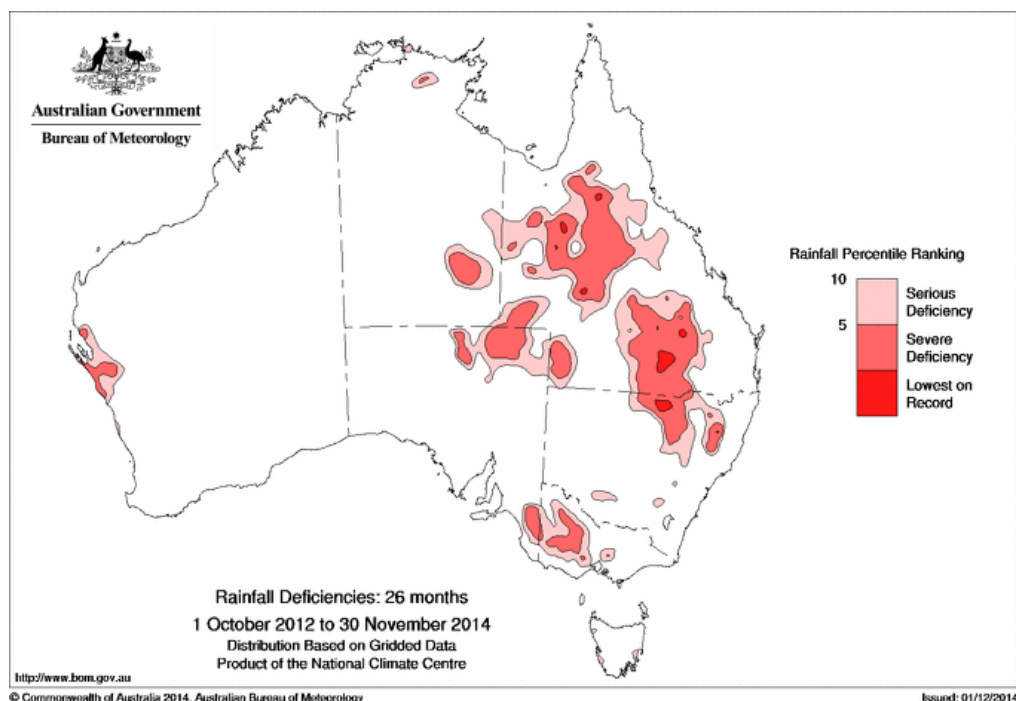 Australian Government
Bureau of Meteorology
Rainfall Percentile Ranking
10
Serious
Deficiency
5
Severe
Deficiency
Lowest on
Record
Rainfall Deficiencies: 26 months
1 October 2012 to 30 November 2014
Distribution Based on Gridded Data
Product of the National Climate Centre
http://www.bom.gov.au
© Commonwealth of Australia 2014, Australian Bureau of Meteorology
Issued: 01/12/2014